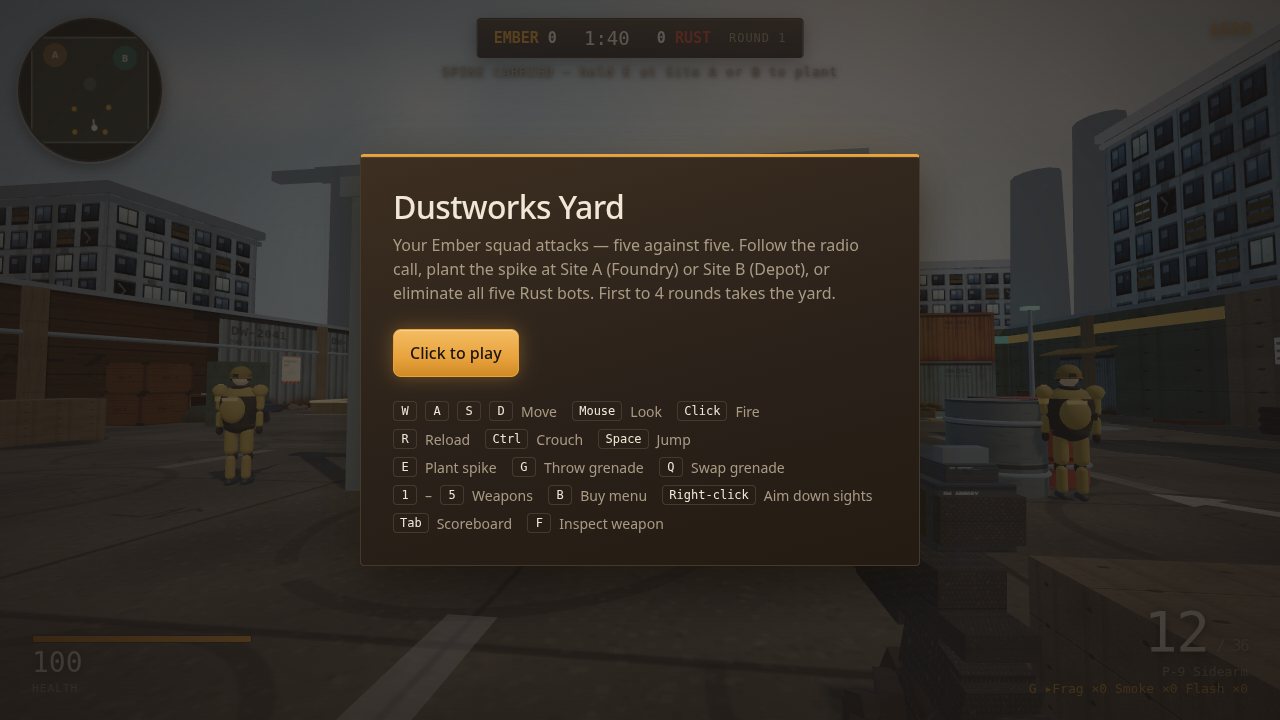 A
B
EMBER 0 1:40 0 RUST ROUND 1
SPIKE CARRIED — hold E at Site A or B to plant
Dustworks Yard
Your Ember squad attacks — five against five. Follow the radio
call, plant the spike at Site A (Foundry) or Site B (Depot), or
eliminate all five Rust bots. First to 4 rounds takes the yard.
Click to play
W A S D Move Mouse Look Click Fire
R Reload Ctrl Crouch Space Jump
E Plant spike G Throw grenade Q Swap grenade
1 – 5 Weapons B Buy menu Right-click Aim down sights
Tab Scoreboard F Inspect weapon
100
HEALTH
12 / 36
P-9 Sidearm
G ▸Frag ×0 Smoke ×0 Flash ×0